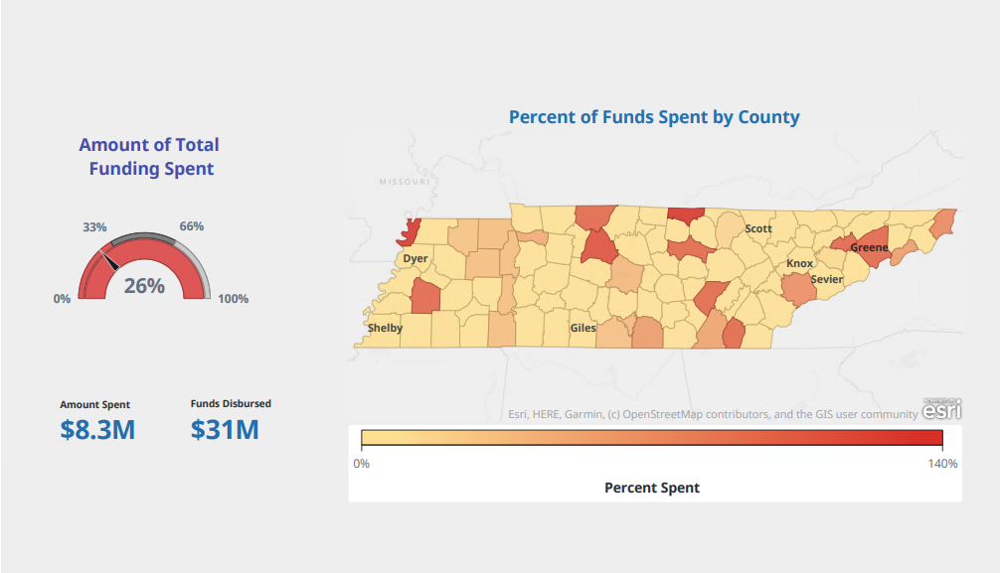 Amount of Total
Funding Spent
33%
66%
0%
26%
100%
Amount Spent
$8.3M
Funds Disbursed
$31M
Percent of Funds Spent by County
MISSOURI
Scott
Greene
Dyer
Knox
Sevier
Shelby
Giles
Esri, HERE, Garmin, (c) OpenStreetMap contributors, and the GIS user community
esri
0%
140%
Percent Spent